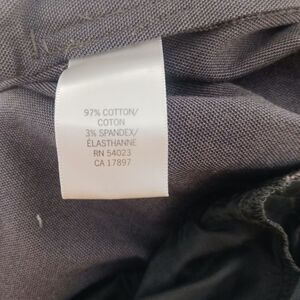 97% COTTON/
COTON
3% SPANDEX/
ÉLASTHANNE
RN 54023
CA 17897